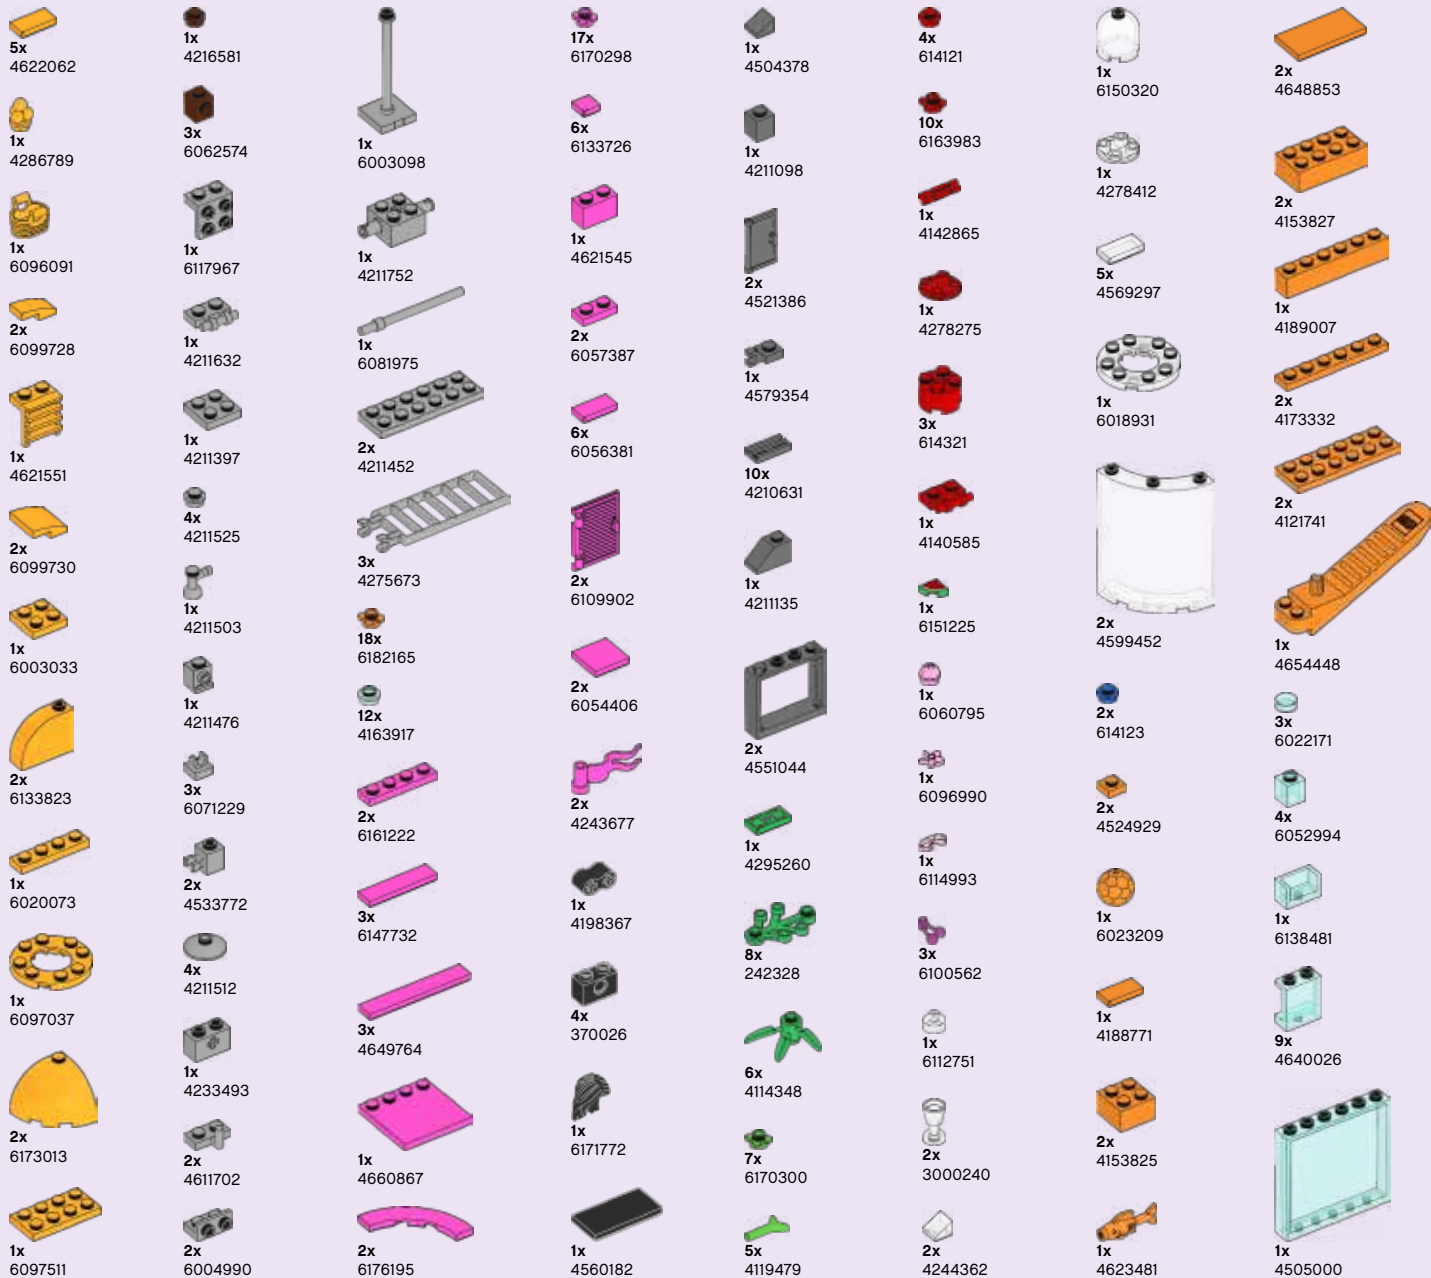 5x
4622062
1x
4286789
1x
6096091
2x
6099728
1x
4621551
2x
6099730
1x
6003033
2x
6133823
1x
6020073
1x
6097037
2x
6173013
1x
6097511
1x
4216581
3x
6062574
1x
6117967
1x
4211632
1x
4211397
4x
4211525
1x
4211503
1x
4211476
3x
6071229
2x
4533772
4x
4211512
1x
4233493
2x
4611702
2x
6004990
1x
6003098
1x
4211752
1x
6081975
2x
4211452
3x
4275673
18x
6182165
12x
4163917
2x
6161222
3x
6147732
3x
4649764
1x
4660867
2x
6176195
17x
6170298
6x
6133726
1x
4621545
2x
6057387
6x
6056381
2x
6109902
2x
6054406
2x
4243677
1x
4198367
4x
370026
1x
6171772
1x
4560182
1x
4504378
1x
4211098
2x
4521386
1x
4579354
10x
4210631
1x
4211135
2x
4551044
1x
4295260
8x
242328
6x
4114348
7x
6170300
5x
4119479
4x
614121
10x
6163983
1x
4142865
1x
4278275
3x
614321
1x
4140585
1x
6151225
1x
6060795
1x
6096990
1x
6114993
3x
6100562
1x
6112751
2x
3000240
2x
4244362
1x
6150320
1x
4278412
5x
4569297
1x
6018931
2x
4599452
2x
614123
2x
4524929
1x
6023209
1x
4188771
2x
4153825
1x
4623481
2x
4648853
2x
4153827
1x
4189007
2x
4173332
2x
4121741
1x
4654448
3x
6022171
4x
6052994
1x
6138481
9x
4640026
1x
4505000